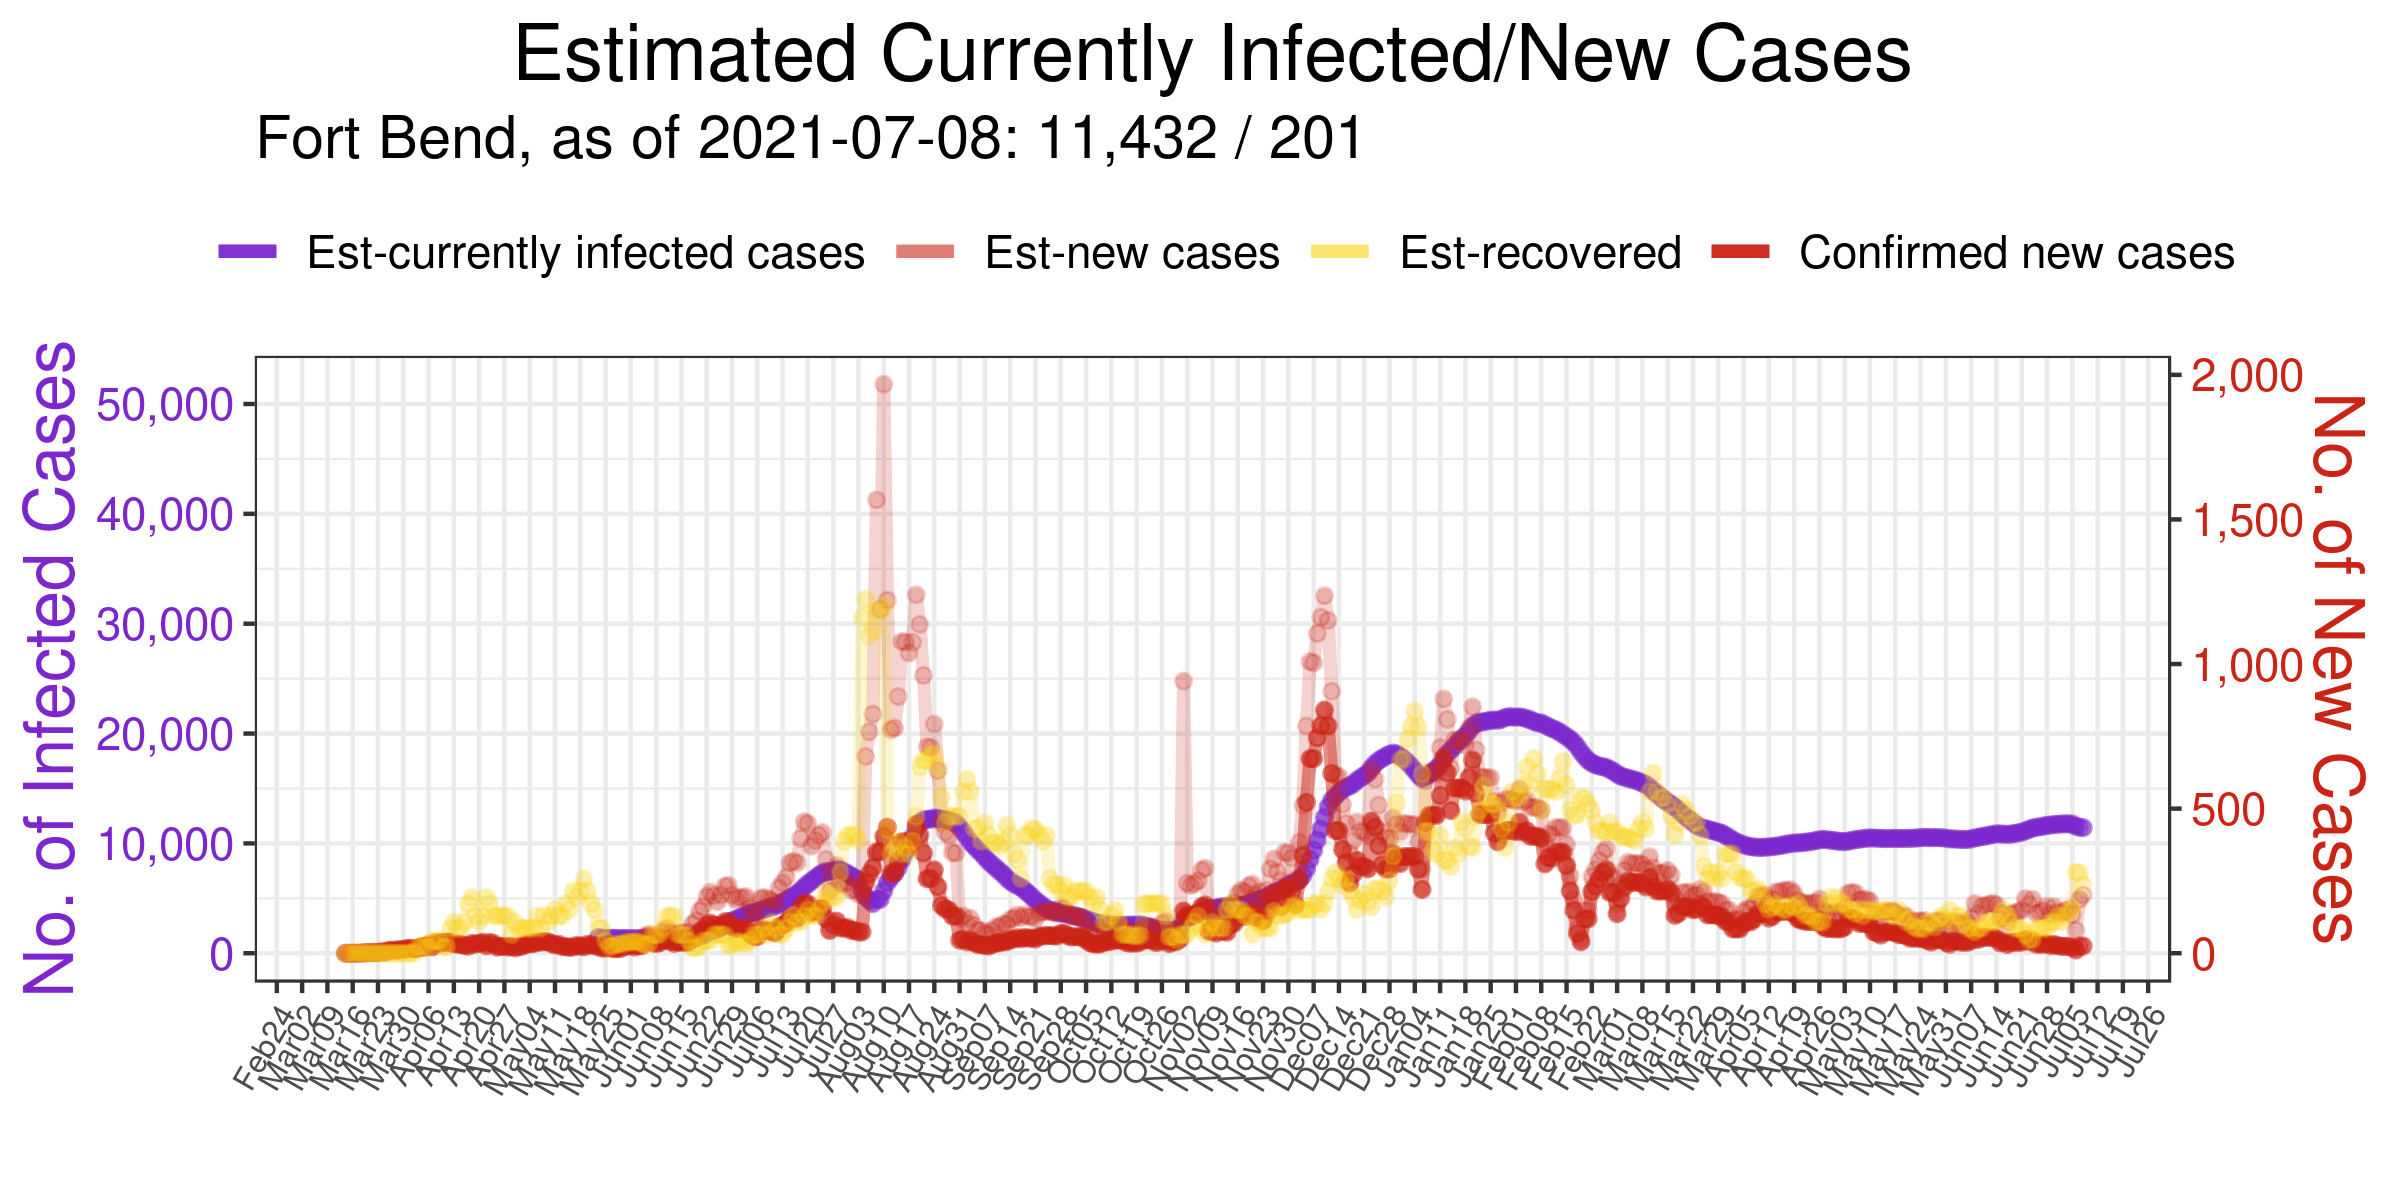 Estimated Currently Infected/New Cases
Fort Bend, as of 2021-07-08: 11,432 / 201
Est-currently infected cases
Est-new cases
Est-recovered
Confirmed new cases
No. of Infected Cases
50,000
40,000
30,000
20,000
10,000
0
2,000
1,500
1,000
500
0
No. of New Cases
Feb24
Mar02
Mar09
Mar16
Mar23
Mar30
Apr06
Apr13
Apr20
Apr27
May04
May11
May18
May25
Jun01
Jun08
Jun15
Jun22
Jun29
Jul06
Jul13
Jul20
Jul27
Aug03
Aug10
Aug17
Aug24
Aug31
Sep07
Sep14
Sep21
Sep28
Oct05
Oct12
Oct19
Oct26
Nov02
Nov09
Nov16
Nov23
Nov30
Dec07
Dec14
Dec21
Dec28
Jan04
Jan11
Jan18
Jan25
Feb01
Feb08
Feb15
Feb22
Mar01
Mar08
Mar15
Mar22
Mar29
Apr05
Apr12
Apr19
Apr26
May03
May10
May17
May24
May31
Jun07
Jun14
Jun21
Jun28
Jul05
Jul12
Jul19
Jul26